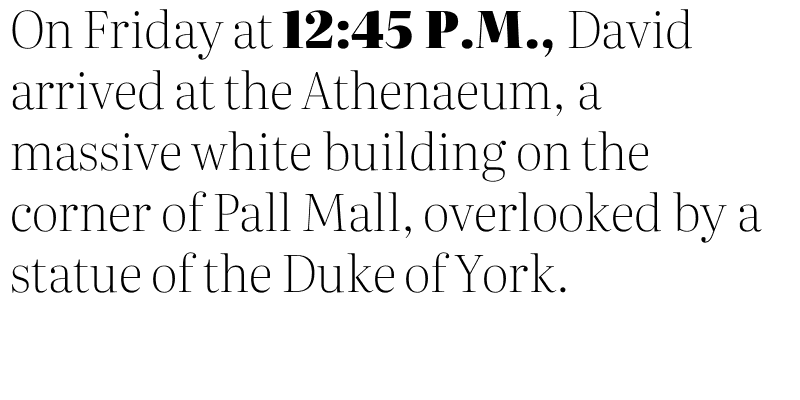 On Friday at 12:45 P.M., David
arrived at the Athenaeum, a
massive white building on the
corner of Pall Mall, overlooked by a
statue of the Duke of York.